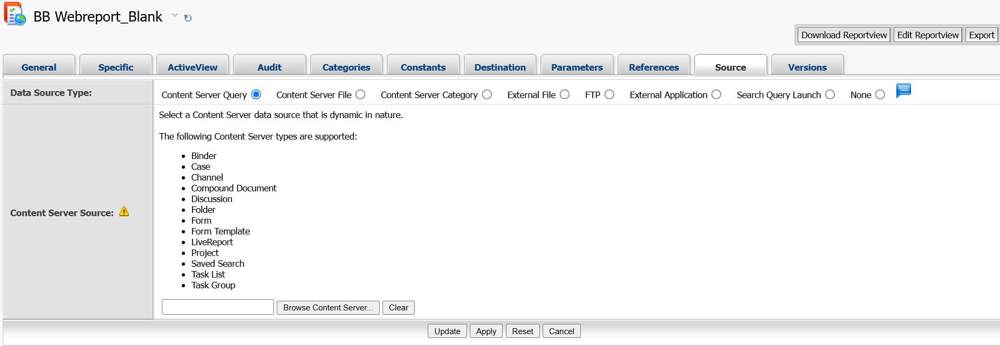 BB Webreport_Blank
Download Reportview Edit Reportview Export
General Specific ActiveView Audit Categories Constants Destination Parameters References Source Versions
Data Source Type: Content Server Query Content Server File Content Server Category External File FTP External Application Search Query Launch None
Select a Content Server data source that is dynamic in nature.
The following Content Server types are supported:
Binder
Case
Channel
Compound Document
Discussion
Folder
Content Server Source:
Form
Form Template
LiveReport
Project
Saved Search
Task List
Task Group
Browse Content Server... Clear
Update Apply Reset Cancel